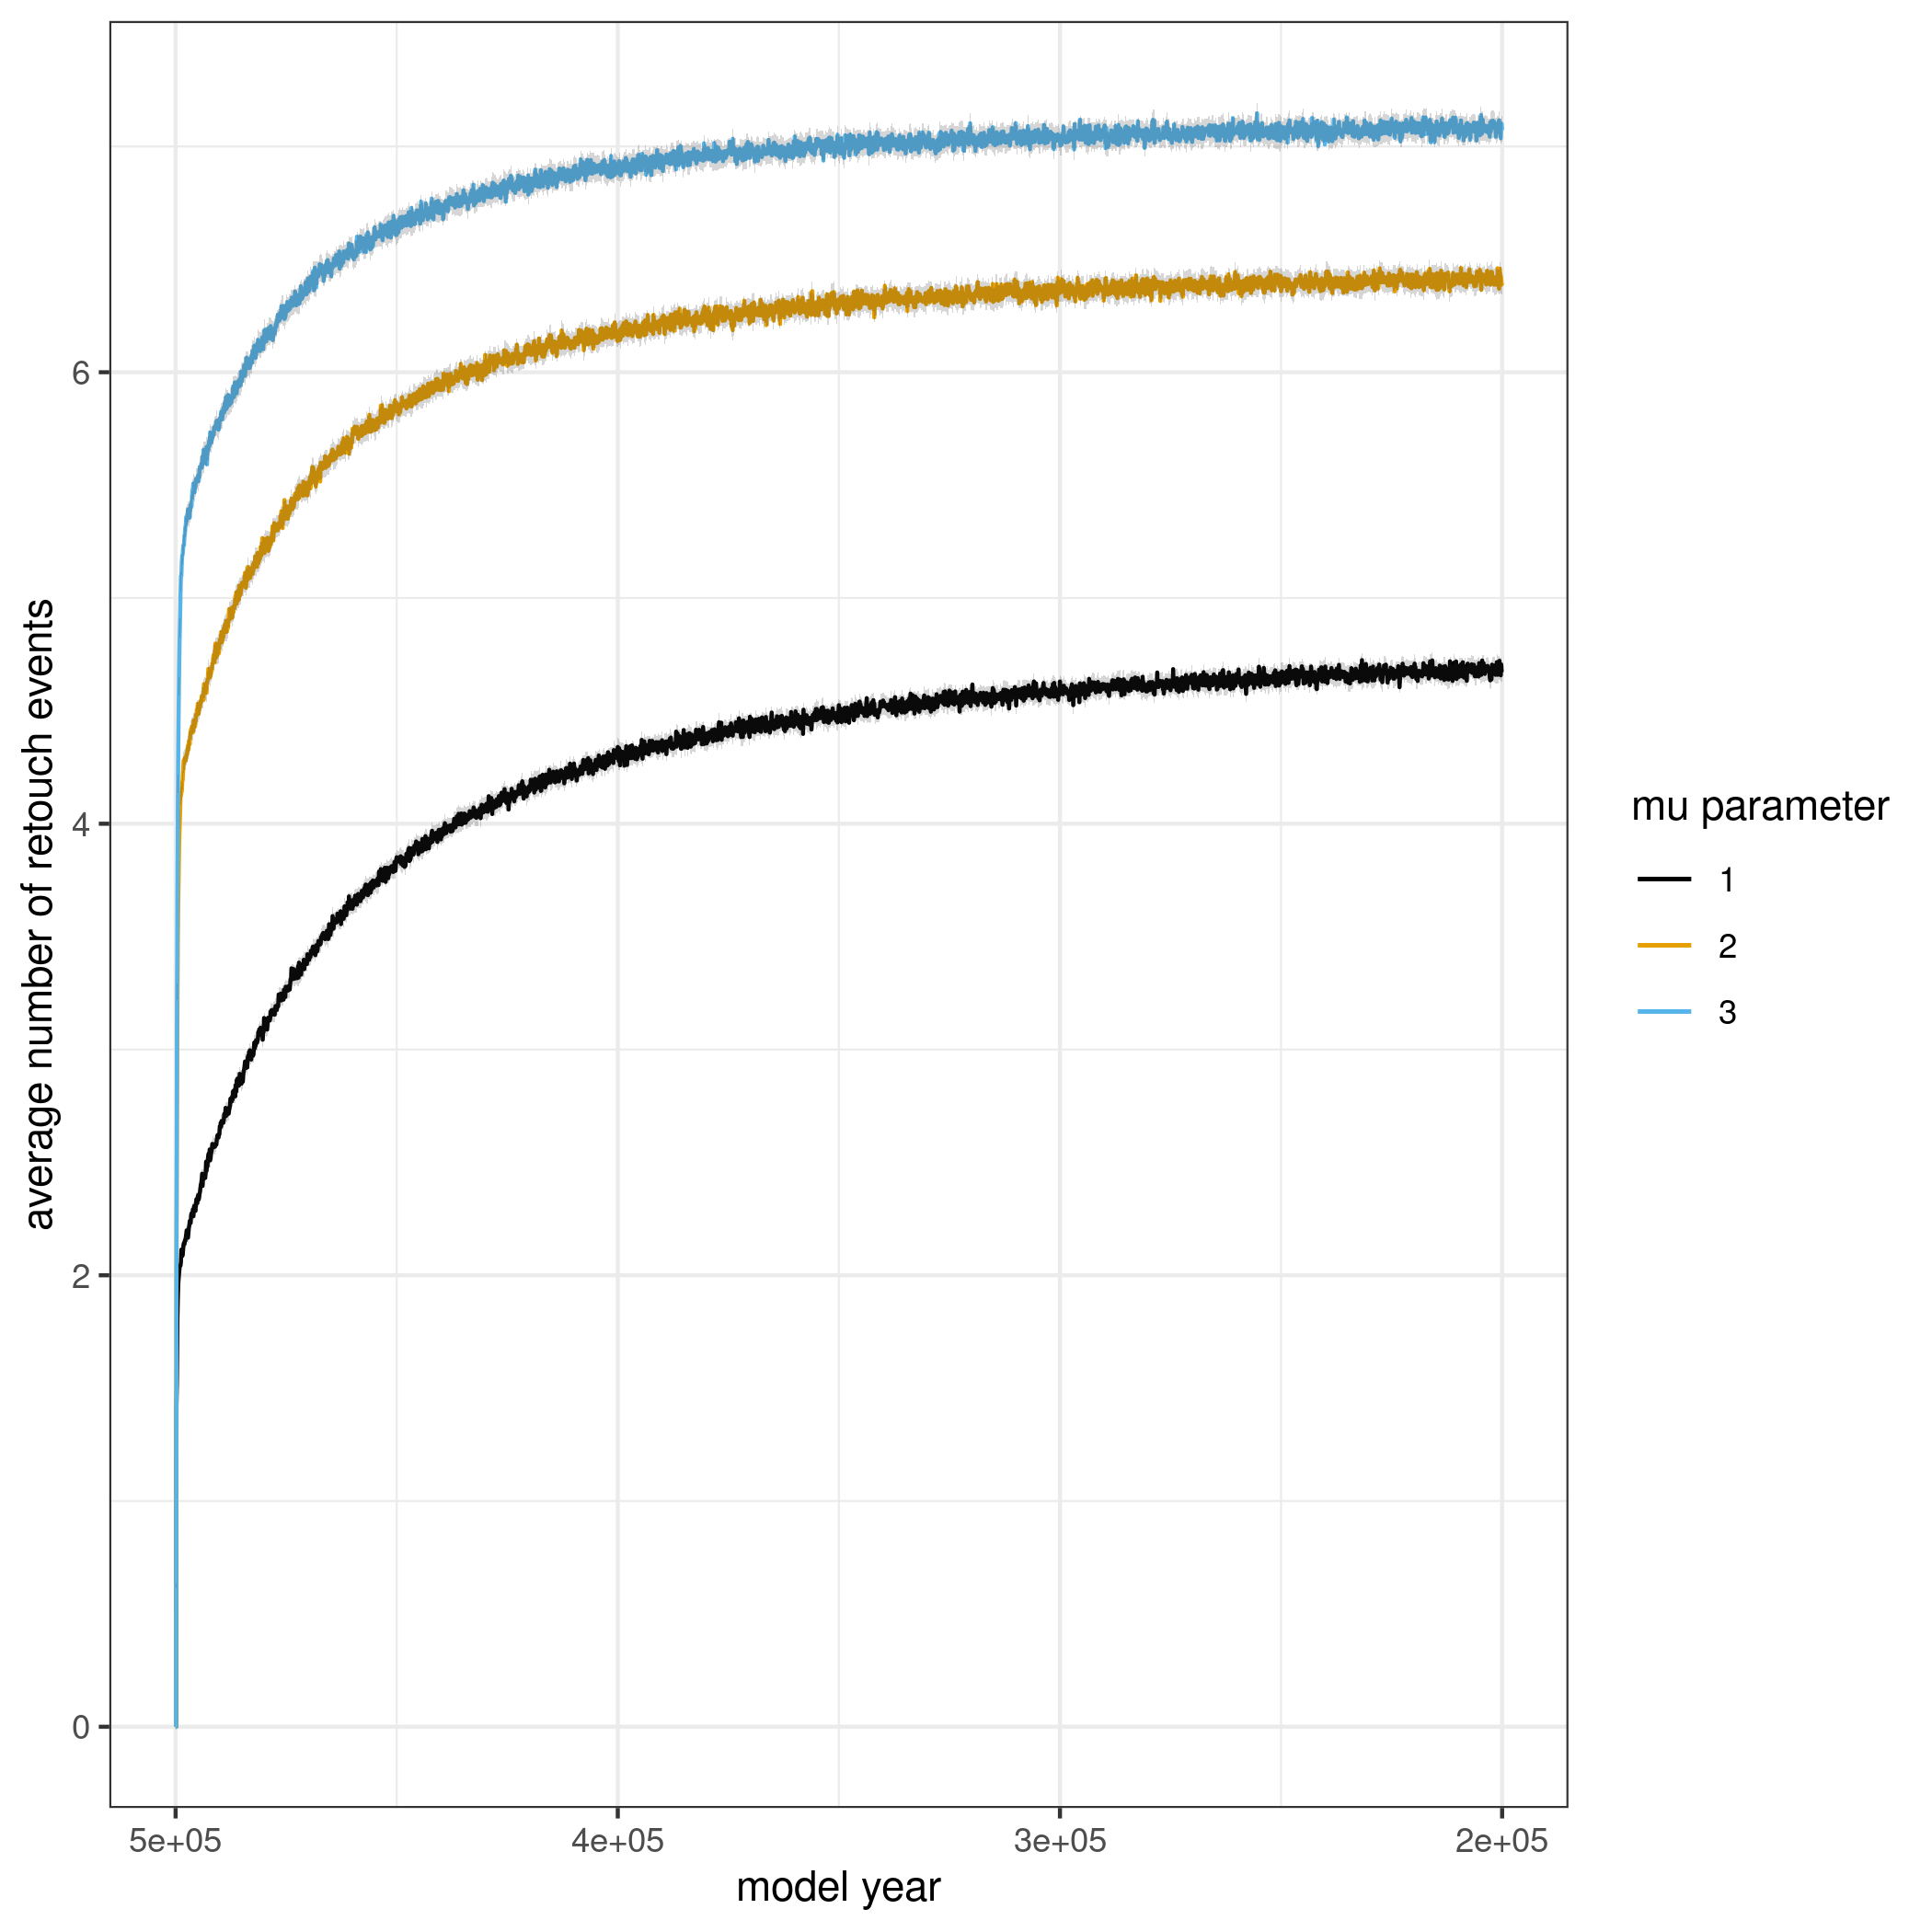 average number of retouch events
6
4
2
0
5e+05
4e+05
3e+05
2e+05
model year
mu parameter
1
2
3